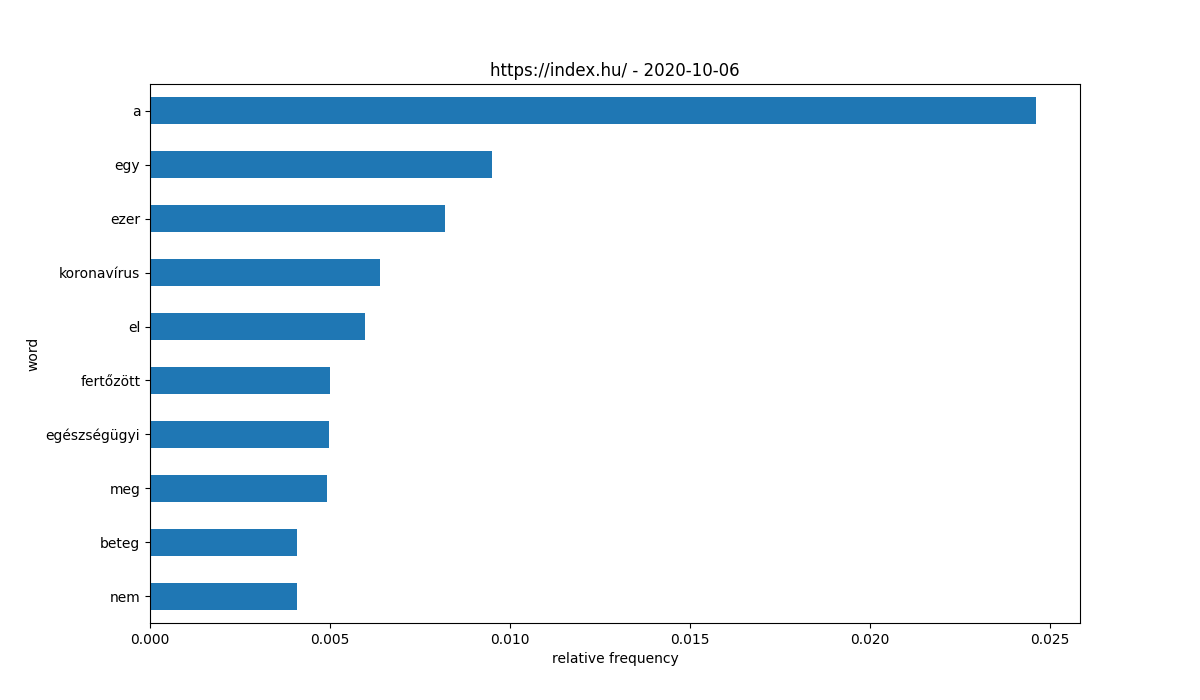 https://index.hu/ - 2020-10-06
a
egy
ezer
koronavírus
el
fertőzött
egészségügyi
meg
beteg
nem
word
0.000 0.005 0.010 0.015 0.020 0.025
relative frequency